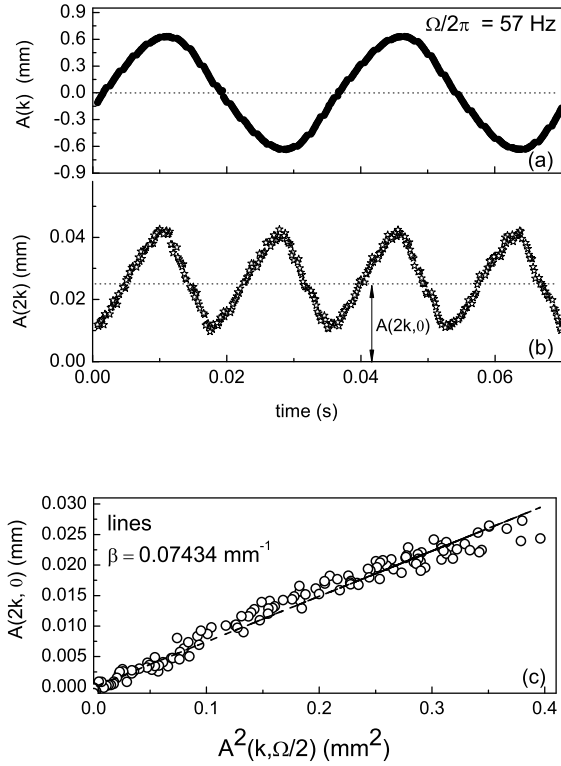 Ω/2π = 57 Hz
A(k) (mm)
0.9
0.6
0.3
0.0
-0.3
-0.6
-0.9
(a)
A(2k) (mm)
0.04
0.02
0.00
A(2k,0)
(b)
0.00 0.02 0.04 0.06
time (s)
A(2k, 0) (mm)
0.030
0.025
0.020
0.015
0.010
0.005
0.000
lines
β = 0.07434 mm⁻¹
(c)
0.0 0.1 0.2 0.3 0.4
A²(k,Ω/2) (mm²)